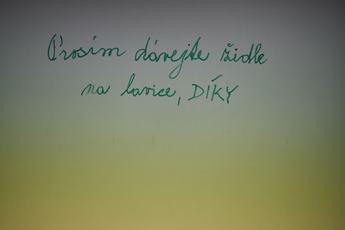 Prosím dávejte židle
na lavice, DÍKY